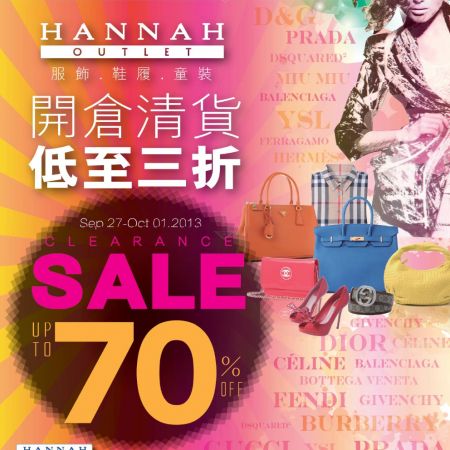 HANNAH
OUTLET
服飾.鞋履.童裝
開倉清貨
低至三折
Sep 27-Oct 01.2013
CLEARANCE
SALE
UP TO
70% OFF
D&G
PRADA
DSQUARED²
MIU MIU
BALENCIAGA
YSL
FERRAGAMO
HERMÈS
GIVENCHY
DIOR CÉLINE
CÉLINE BALENCIAGA
BOTTEGA VENETA
FENDI GIVENCHY
DSQUARED² BURBERRY
GUCCI YSL PRADA
HANNAH